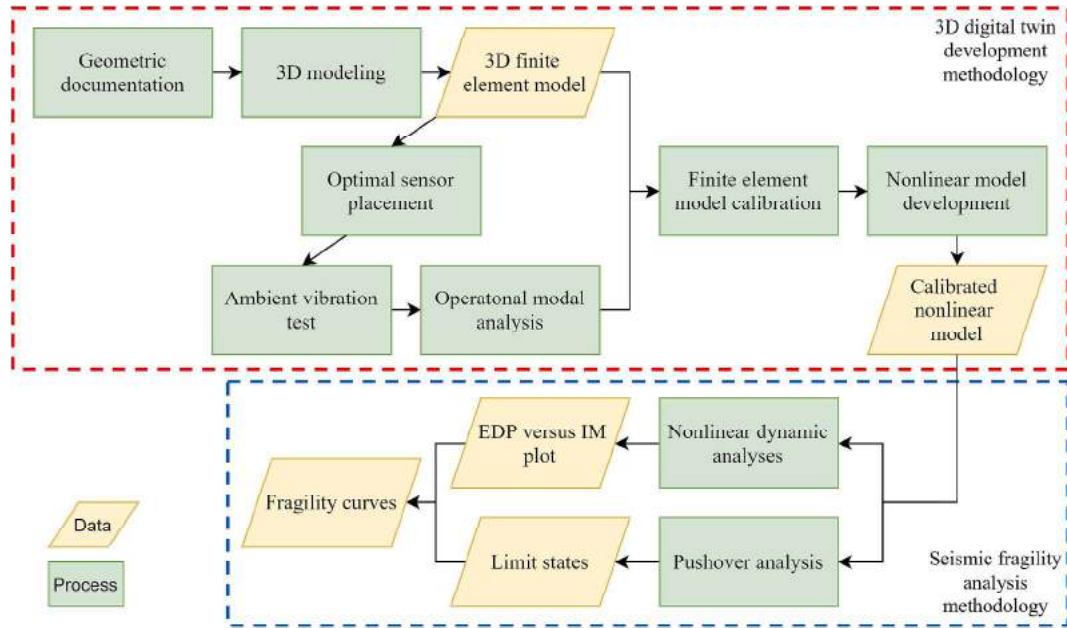 3D digital twin
development
methodology
Geometric
documentation
3D modeling
3D finite
element model
Optimal sensor
placement
Finite element
model calibration
Nonlinear model
development
Ambient vibration
test
Operatonal modal
analysis
Calibrated
nonlinear
model
EDP versus IM
plot
Nonlinear dynamic
analyses
Fragility curves
Limit states
Pushover analysis
Data
Process
Seismic fragility
analysis
methodology